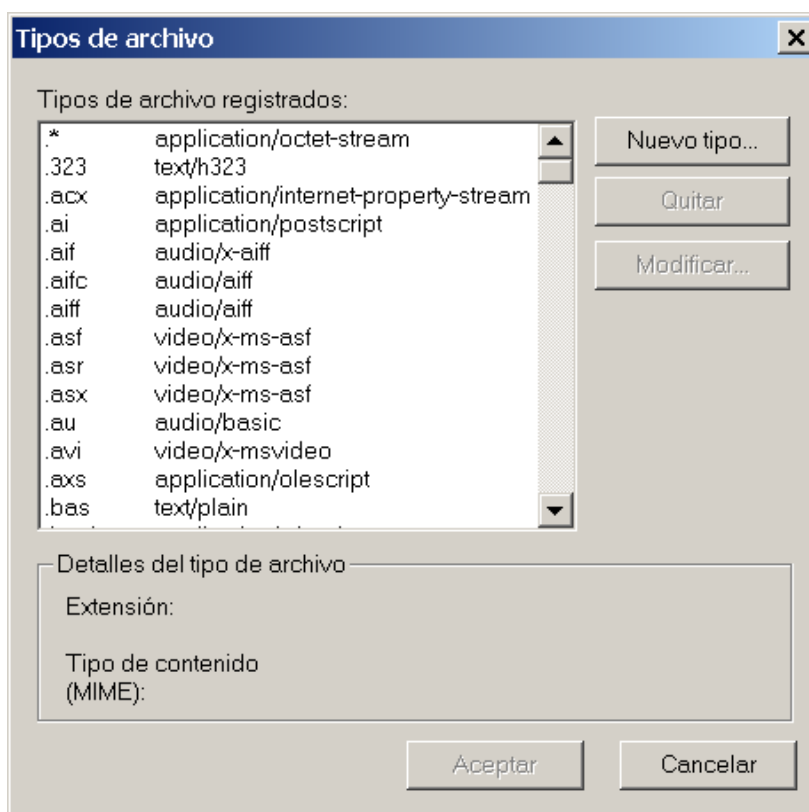 Tipos de archivo
Tipos de archivo registrados:
.* application/octet-stream
.323 text/h323
.acx application/internet-property-stream
.ai application/postscript
.aif audio/x-aiff
.aifc audio/aiff
.aiff audio/aiff
.asf video/x-ms-asf
.asr video/x-ms-asf
.asx video/x-ms-asf
.au audio/basic
.avi video/x-msvideo
.axs application/olescript
.bas text/plain
Nuevo tipo...
Quitar
Modificar...
Detalles del tipo de archivo
Extensión:
Tipo de contenido
(MIME):
Aceptar
Cancelar